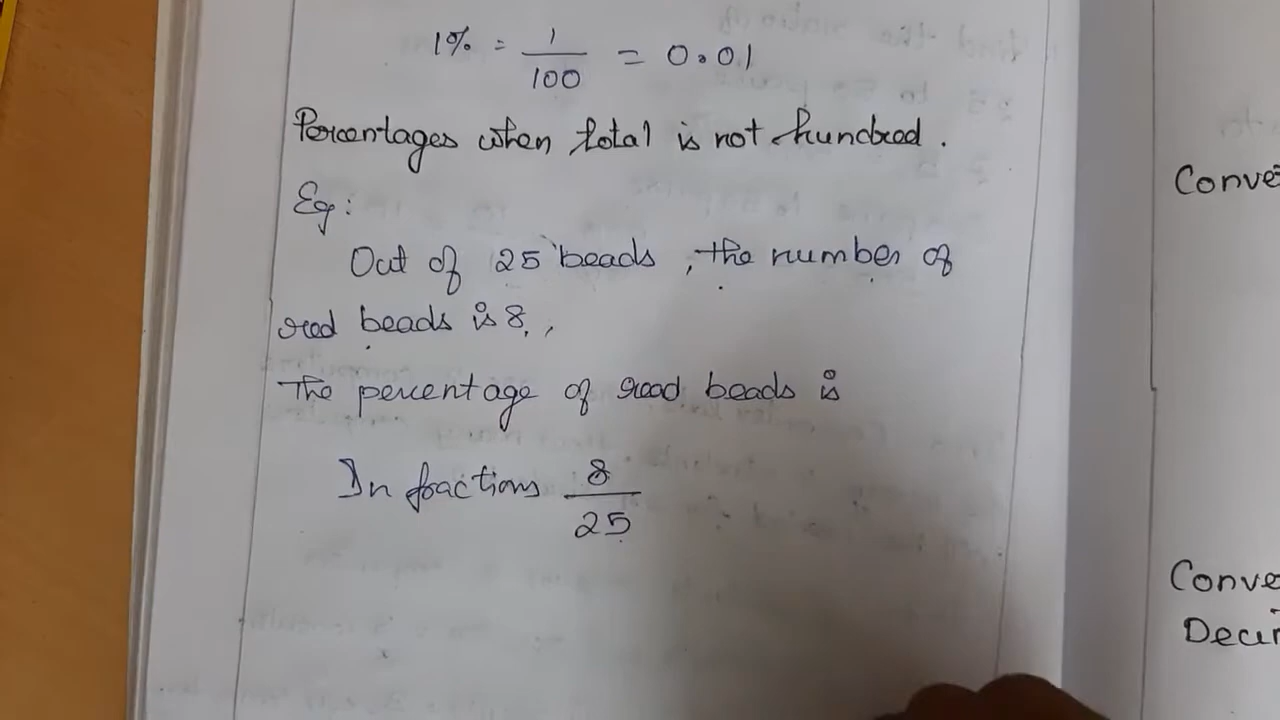 1% = 1/100 = 0.01
Percentages when total is not hundred.
Eg:
Out of 25 beads, the number of
red beads is 8,
The percentage of read beads is
In fractions 8/25
Conve
Conve
Deci